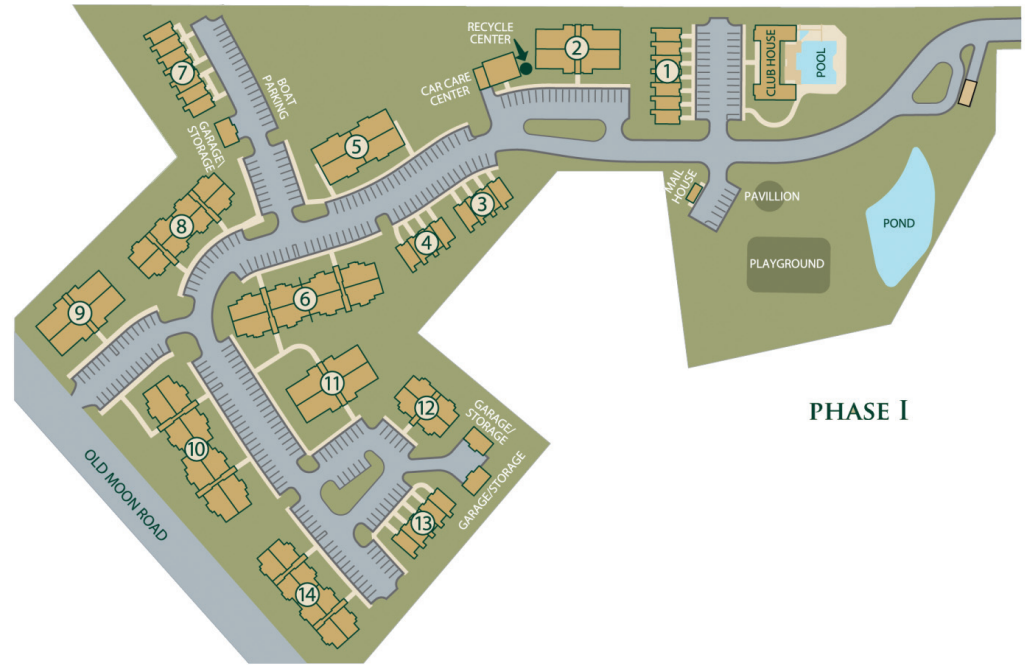 RECYCLE
CENTER
2
1
CLUB HOUSE
POOL
7
BOAT
PARKING
CAR CARE
CENTER
GARAGE\
STORAGE
5
MAIL
HOUSE
PAVILLION
3
8
4
POND
PLAYGROUND
6
9
11
12
GARAGE/
STORAGE
PHASE I
10
GARAGE/STORAGE
OLD MOON ROAD
13
14